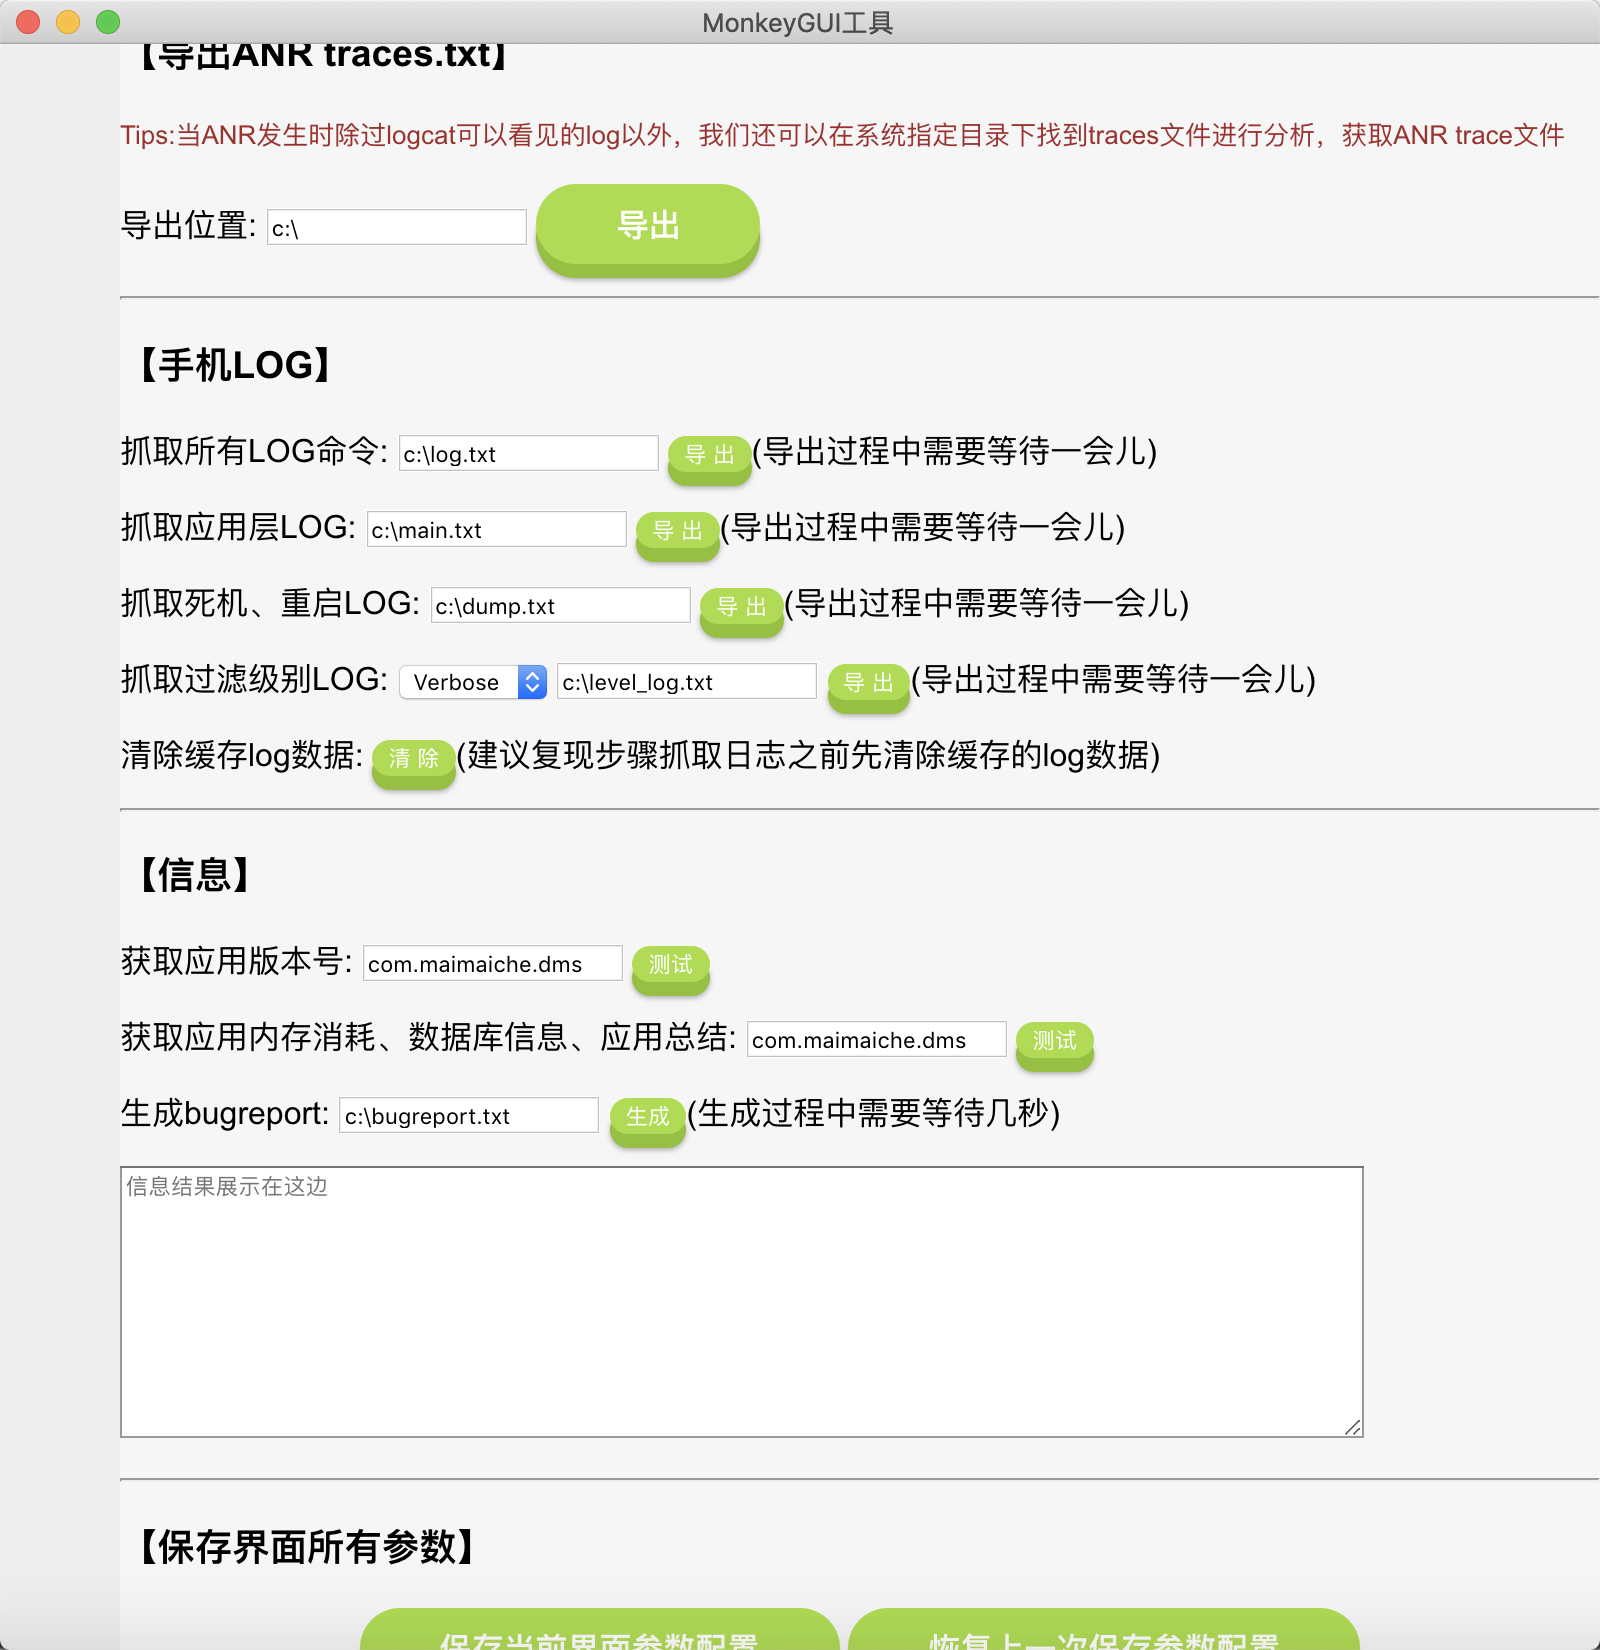 MonkeyGUI工具
【导出ANR traces.txt】
Tips:当ANR发生时除过logcat可以看见的log以外，我们还可以在系统指定目录下找到traces文件进行分析，获取ANR trace文件
导出位置: c:\ 导出
【手机LOG】
抓取所有LOG命令: c:\log.txt 导 出(导出过程中需要等待一会儿)
抓取应用层LOG: c:\main.txt 导 出(导出过程中需要等待一会儿)
抓取死机、重启LOG: c:\dump.txt 导 出(导出过程中需要等待一会儿)
抓取过滤级别LOG: Verbose c:\level_log.txt 导 出(导出过程中需要等待一会儿)
清除缓存log数据: 清 除(建议复现步骤抓取日志之前先清除缓存的log数据)
【信息】
获取应用版本号: com.maimaiche.dms 测试
获取应用内存消耗、数据库信息、应用总结: com.maimaiche.dms 测试
生成bugreport: c:\bugreport.txt 生成(生成过程中需要等待几秒)
信息结果展示在这边
【保存界面所有参数】
保存当前界面参数配置 恢复上一次保存参数配置